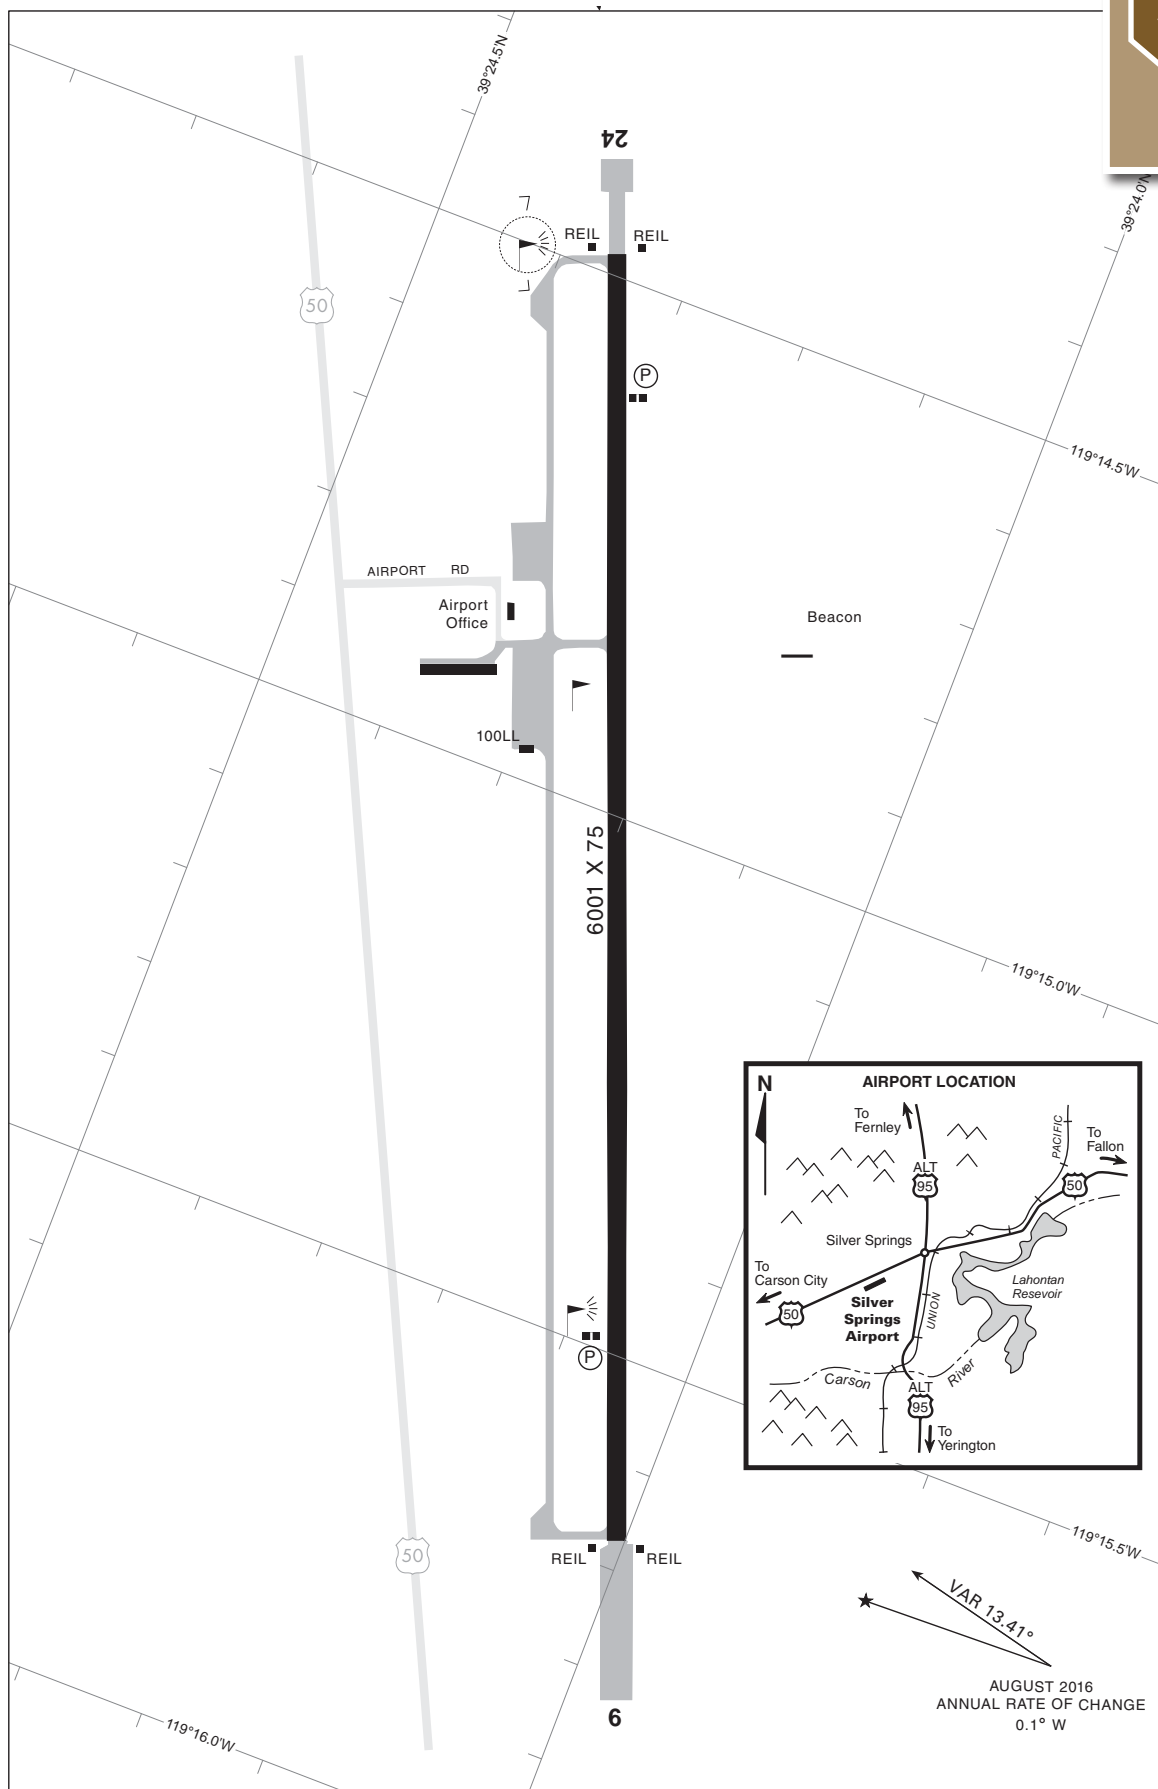 39°24.5'N
24
39°24.0'N
REIL
REIL
50
P
119°14.5'W
AIRPORT RD
Airport
Office
Beacon
100LL
6001 X 75
119°15.0'W
N
AIRPORT LOCATION
To
Fernley
PACIFIC
To
Fallon
ALT
95
50
Silver Springs
To
Carson City
Lahontan
Resevoir
50
Silver
Springs
Airport
UNION
Carson
River
ALT
95
To
Yerington
P
50
REIL
REIL
119°15.5'W
VAR 13.41°
AUGUST 2016
ANNUAL RATE OF CHANGE
0.1° W
6
119°16.0'W